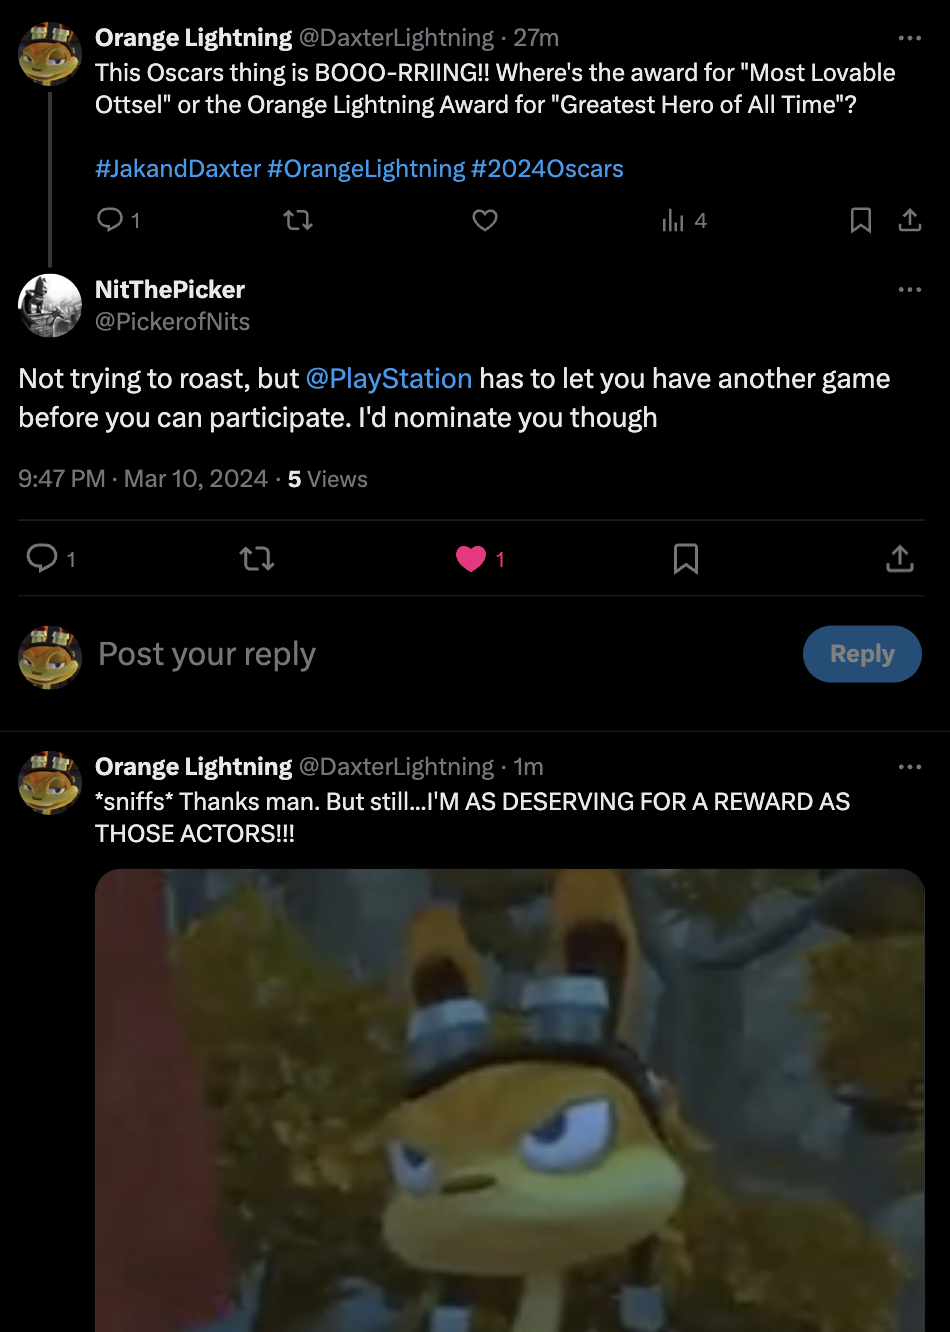 Orange Lightning @DaxterLightning · 27m
This Oscars thing is BOOO-RRIING!! Where's the award for "Most Lovable
Ottsel" or the Orange Lightning Award for "Greatest Hero of All Time"?
#JakandDaxter #OrangeLightning #2024Oscars
1 4
NitThePicker
@PickerofNits
Not trying to roast, but @PlayStation has to let you have another game
before you can participate. I'd nominate you though
9:47 PM · Mar 10, 2024 · 5 Views
1 1
Post your reply Reply
Orange Lightning @DaxterLightning · 1m
*sniffs* Thanks man. But still...I'M AS DESERVING FOR A REWARD AS
THOSE ACTORS!!!